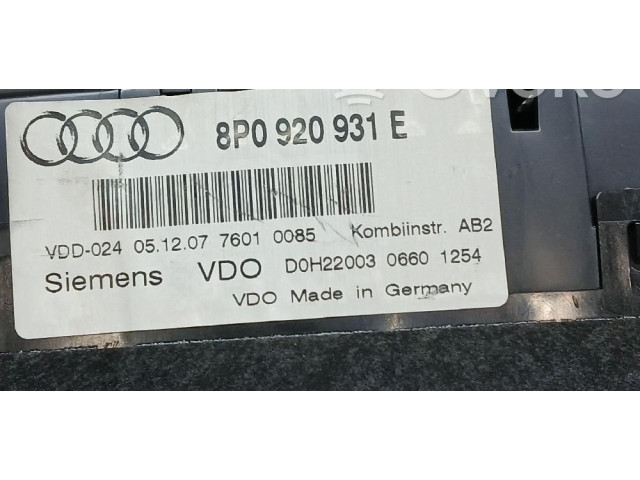 8P0 920 931 E
VDD-024 05.12.07 7601 0085 Kombiinstr. AB2
Siemens VDO D0H22003 0660 1254
VDO Made in Germany